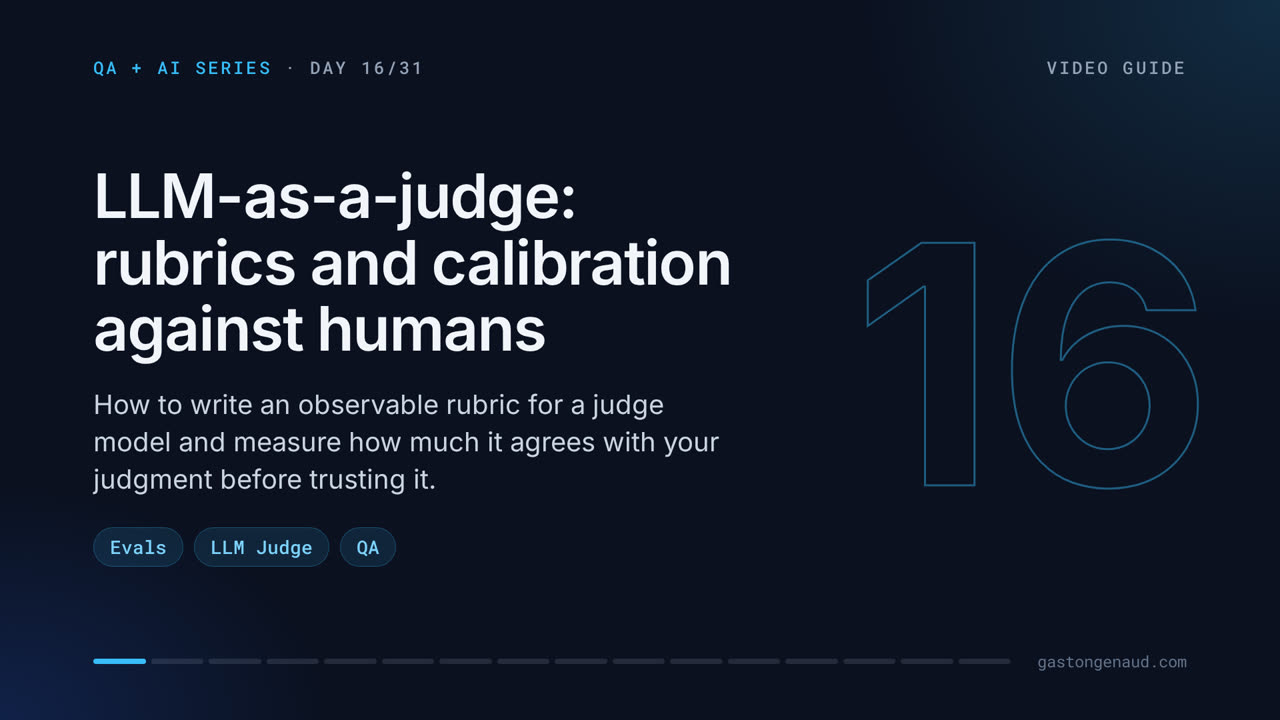 QA + AI SERIES · DAY 16/31
VIDEO GUIDE
LLM-as-a-judge:
rubrics and calibration
against humans
16
How to write an observable rubric for a judge
model and measure how much it agrees with your
judgment before trusting it.
Evals
LLM Judge
QA
gastongenaud.com